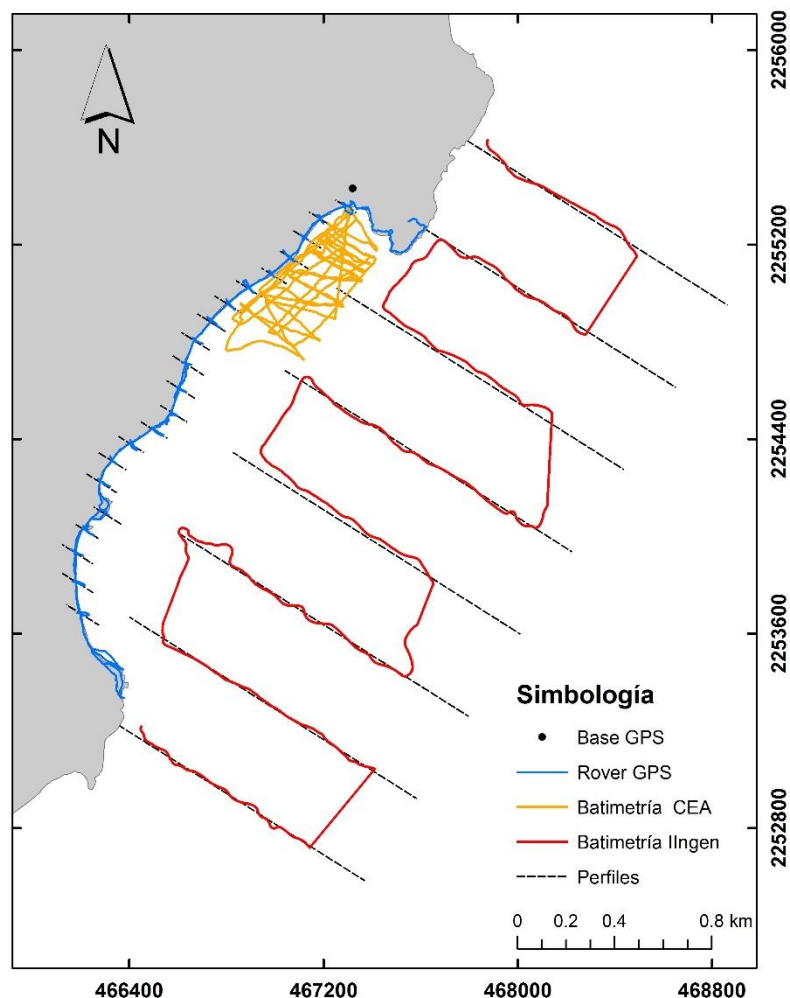 N
2256000
2255200
2254400
2253600
2252800
Simbología
Base GPS
Rover GPS
Batimetría CEA
Batimetría IIngen
Perfiles
0 0.2 0.4 0.8 km
466400 467200 468000 468800